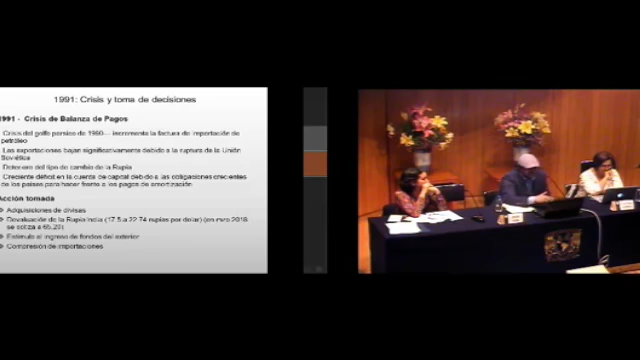 1991: Crisis y toma de decisiones
1991 - Crisis de Balanza de Pagos
Crisis del golfo persico de 1990— incrementa la factura de importación de
petróleo
Las exportaciones bajan significativamente debido a la ruptura de la Unión
Soviética
Deterioro del tipo de cambio de la Rupia
Creciente déficit en la cuenta de capital debido a las obligaciones crecientes
de los países para hacer frente a los pagos de amortización.
Acción tomada
Adquisiciones de divisas
Devaluación de la Rupia India (17.5 a 22.74 rupias por dolar) (en 2018
se cotiza a 65.20)
Estímulo al ingreso de fondos del exterior
Compresión de importaciones